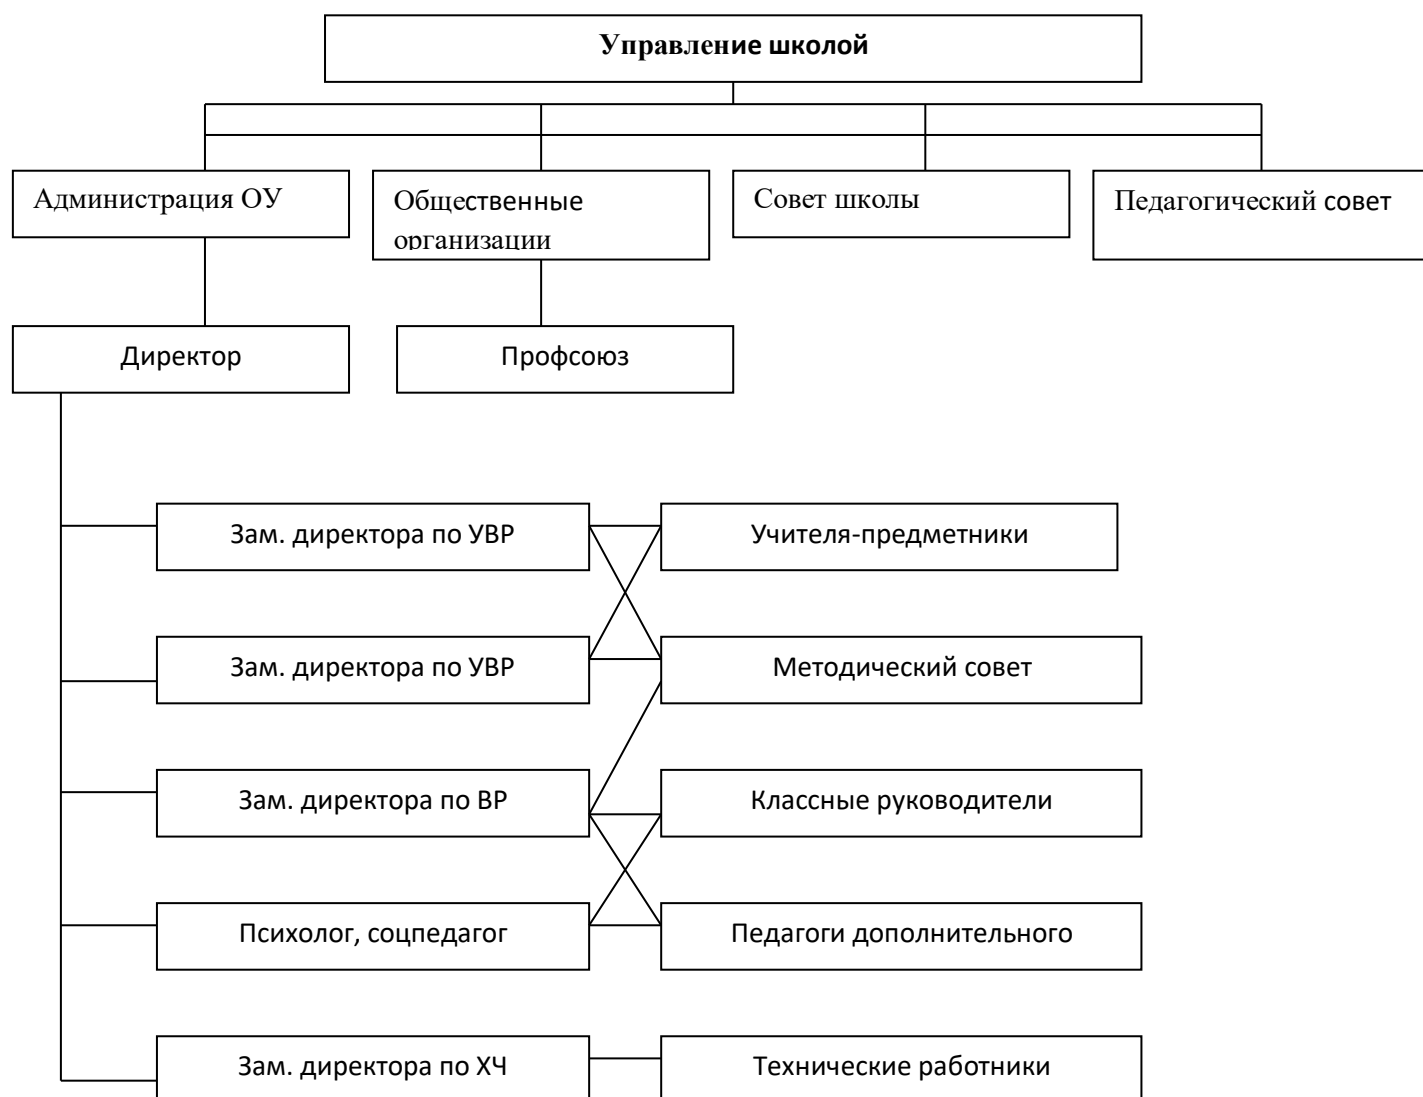 Управление школой
Администрация ОУ
Общественные
организации
Совет школы
Педагогический совет
Директор
Профсоюз
Зам. директора по УВР
Учителя-предметники
Зам. директора по УВР
Методический совет
Зам. директора по ВР
Классные руководители
Психолог, соцпедагог
Педагоги дополнительного
Зам. директора по ХЧ
Технические работники